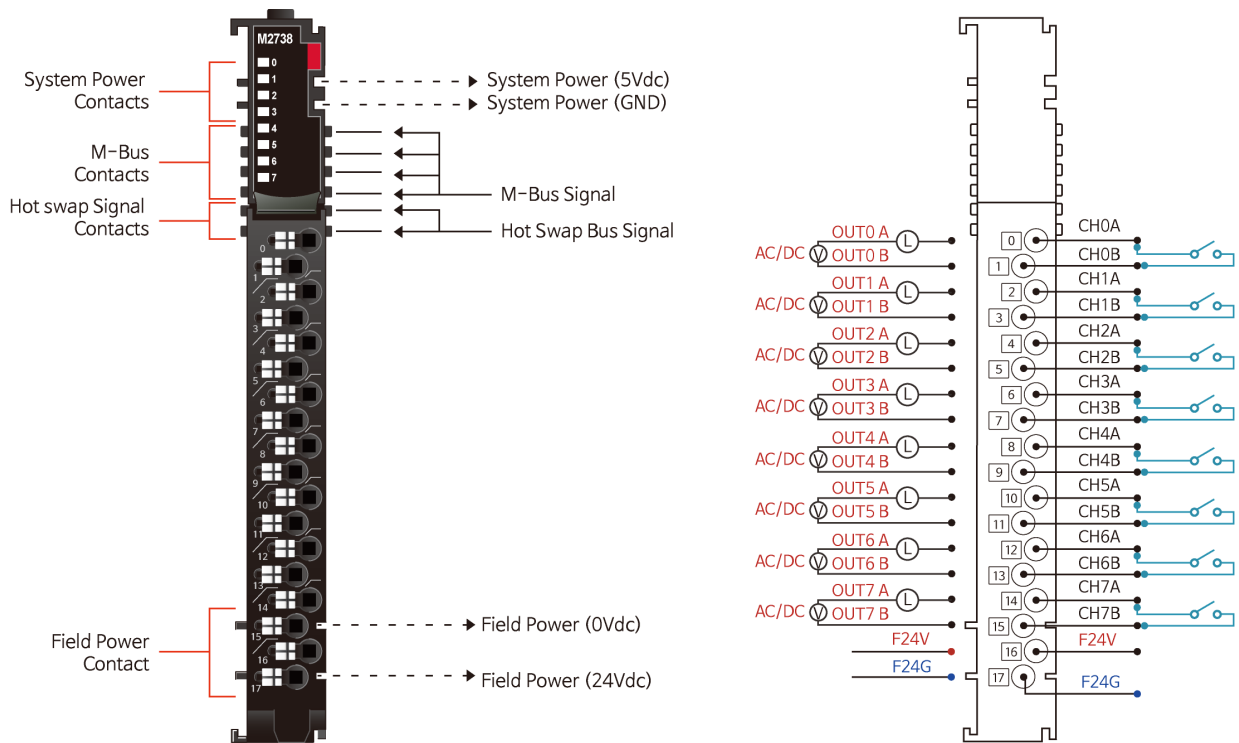 M2738
0
1
2
3
4
5
6
7
System Power
Contacts
M-Bus
Contacts
Hot swap Signal
Contacts
Field Power
Contact
System Power (5Vdc)
System Power (GND)
M-Bus Signal
Hot Swap Bus Signal
Field Power (0Vdc)
Field Power (24Vdc)
0
1
2
3
4
5
6
7
8
9
10
11
12
13
14
15
16
17
OUT0 A
AC/DC V OUT0 B
L
OUT1 A
AC/DC V OUT1 B
L
OUT2 A
AC/DC V OUT2 B
L
OUT3 A
AC/DC V OUT3 B
L
OUT4 A
AC/DC V OUT4 B
L
OUT5 A
AC/DC V OUT5 B
L
OUT6 A
AC/DC V OUT6 B
L
OUT7 A
AC/DC V OUT7 B
L
F24V
F24G
0 CH0A
1 CH0B
2 CH1A
3 CH1B
4 CH2A
5 CH2B
6 CH3A
7 CH3B
8 CH4A
9 CH4B
10 CH5A
11 CH5B
12 CH6A
13 CH6B
14 CH7A
15 CH7B
16 F24V
17 F24G